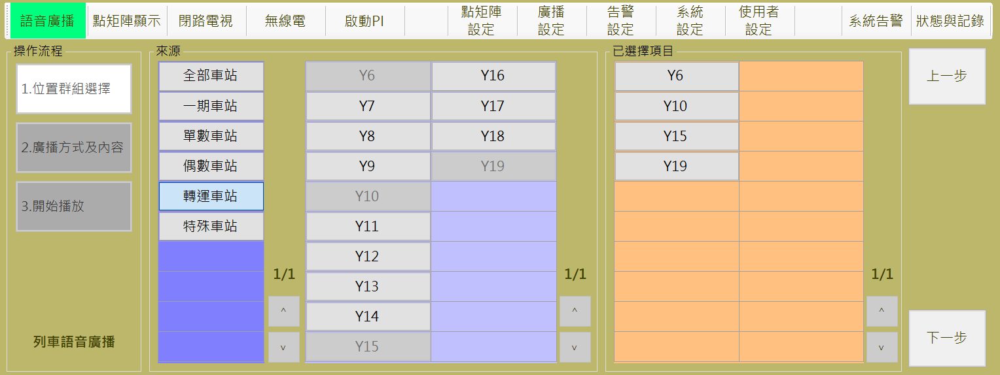 語音廣播
點矩陣顯示
閉路電視
無線電
啟動PI
點矩陣
設定
廣播
設定
告警
設定
系統
設定
使用者
設定
系統告警
狀態與記錄
操作流程
1.位置群組選擇
2.廣播方式及內容
3.開始播放
列車語音廣播
來源
全部車站
一期車站
單數車站
偶數車站
轉運車站
特殊車站
1/1
^
v
Y6
Y7
Y8
Y9
Y10
Y11
Y12
Y13
Y14
Y15
Y16
Y17
Y18
Y19
1/1
^
v
已選擇項目
Y6
Y10
Y15
Y19
1/1
^
v
上一步
下一步